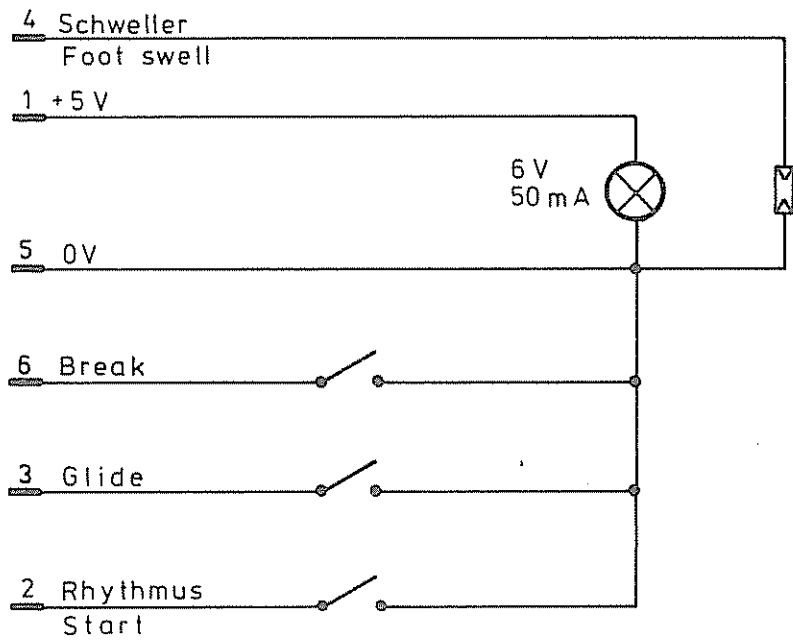 4 Schweller
Foot swell
1 +5 V
6 V
50 mA
5 0V
6 Break
3 Glide
2 Rhythmus
Start